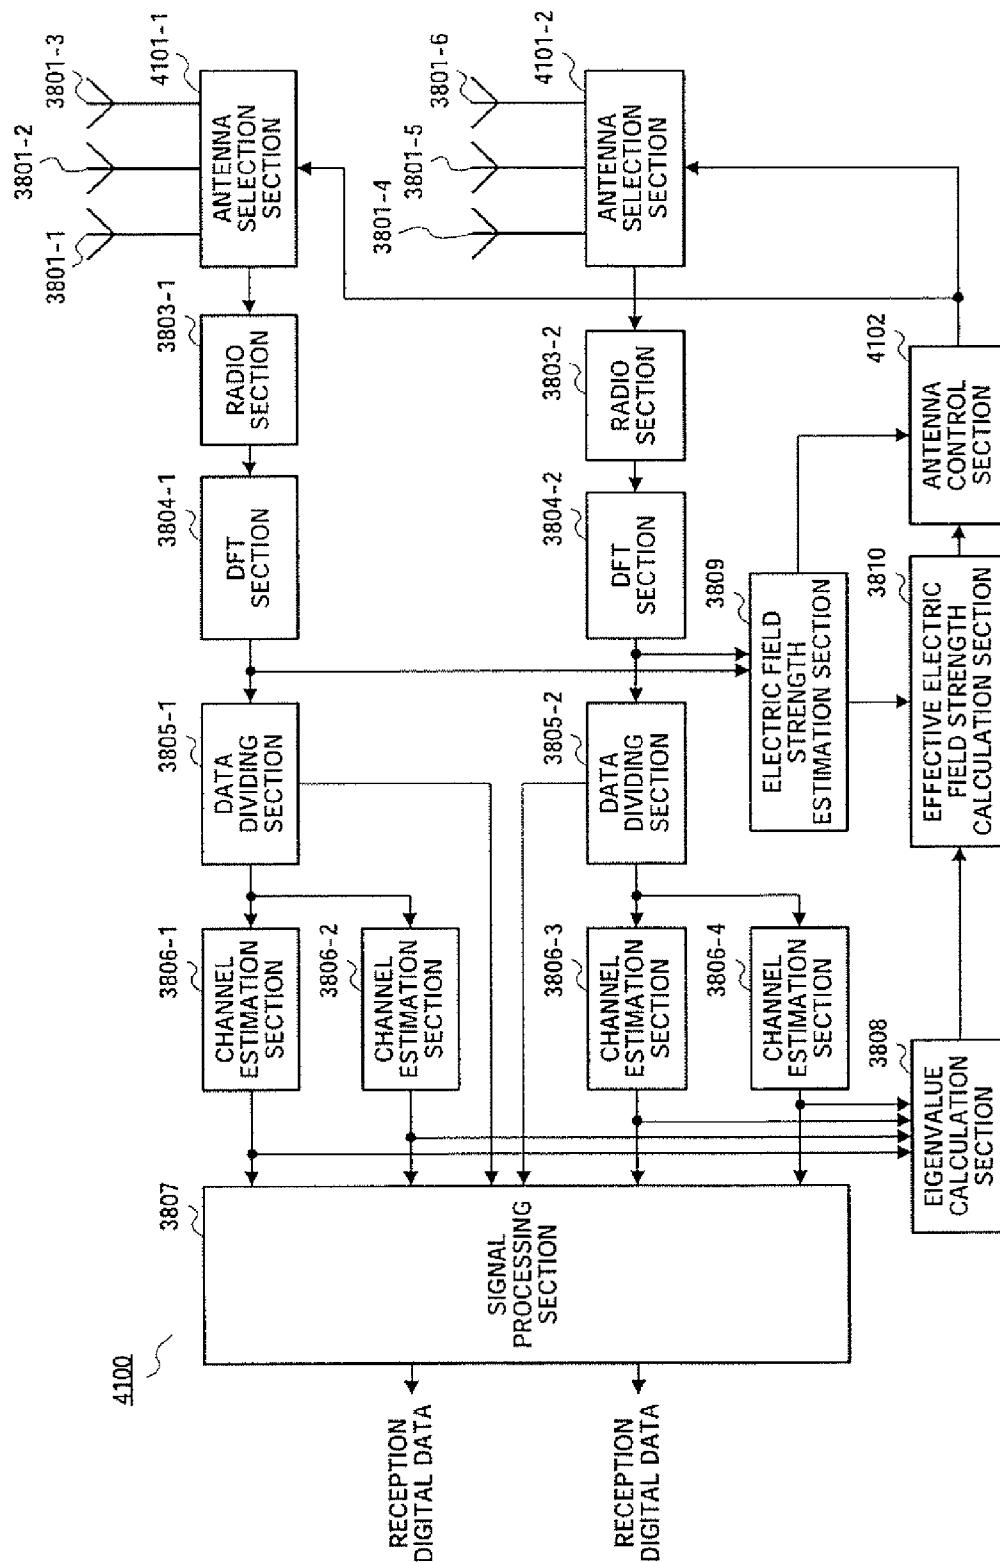 4100
3801-1
3801-2
3801-3
4101-1
ANTENNA
SELECTION
SECTION
3803-1
RADIO
SECTION
3804-1
DFT
SECTION
3805-1
DATA
DIVIDING
SECTION
3806-1
CHANNEL
ESTIMATION
SECTION
3806-2
CHANNEL
ESTIMATION
SECTION
3807
SIGNAL
PROCESSING
SECTION
RECEPTION
DIGITAL DATA
RECEPTION
DIGITAL DATA
3801-4
3801-5
3801-6
4101-2
ANTENNA
SELECTION
SECTION
3803-2
RADIO
SECTION
3804-2
DFT
SECTION
3805-2
DATA
DIVIDING
SECTION
3806-3
CHANNEL
ESTIMATION
SECTION
3806-4
CHANNEL
ESTIMATION
SECTION
3809
ELECTRIC FIELD
STRENGTH
ESTIMATION SECTION
3808
EIGENVALUE
CALCULATION
SECTION
3810
EFFECTIVE ELECTRIC
FIELD STRENGTH
CALCULATION SECTION
4102
ANTENNA
CONTROL
SECTION